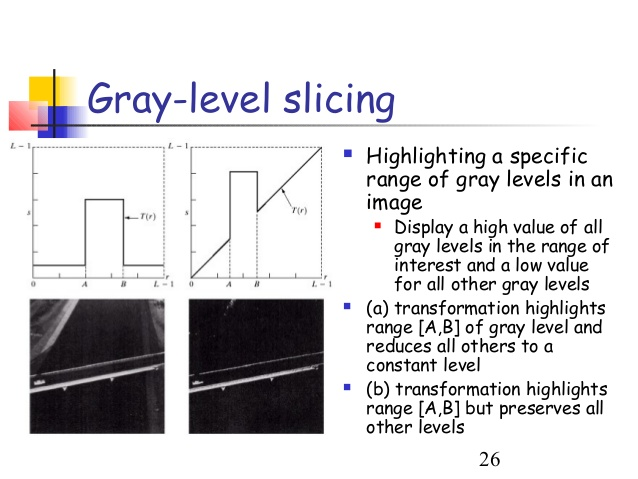 Gray-level slicing
L − 1
s
T(r)
0
A
B
r
L − 1
L − 1
s
T(r)
0
A
B
r
L − 1
Highlighting a specific
range of gray levels in an
image
Display a high value of all
gray levels in the range of
interest and a low value
for all other gray levels
(a) transformation highlights
range [A,B] of gray level and
reduces all others to a
constant level
(b) transformation highlights
range [A,B] but preserves all
other levels
26